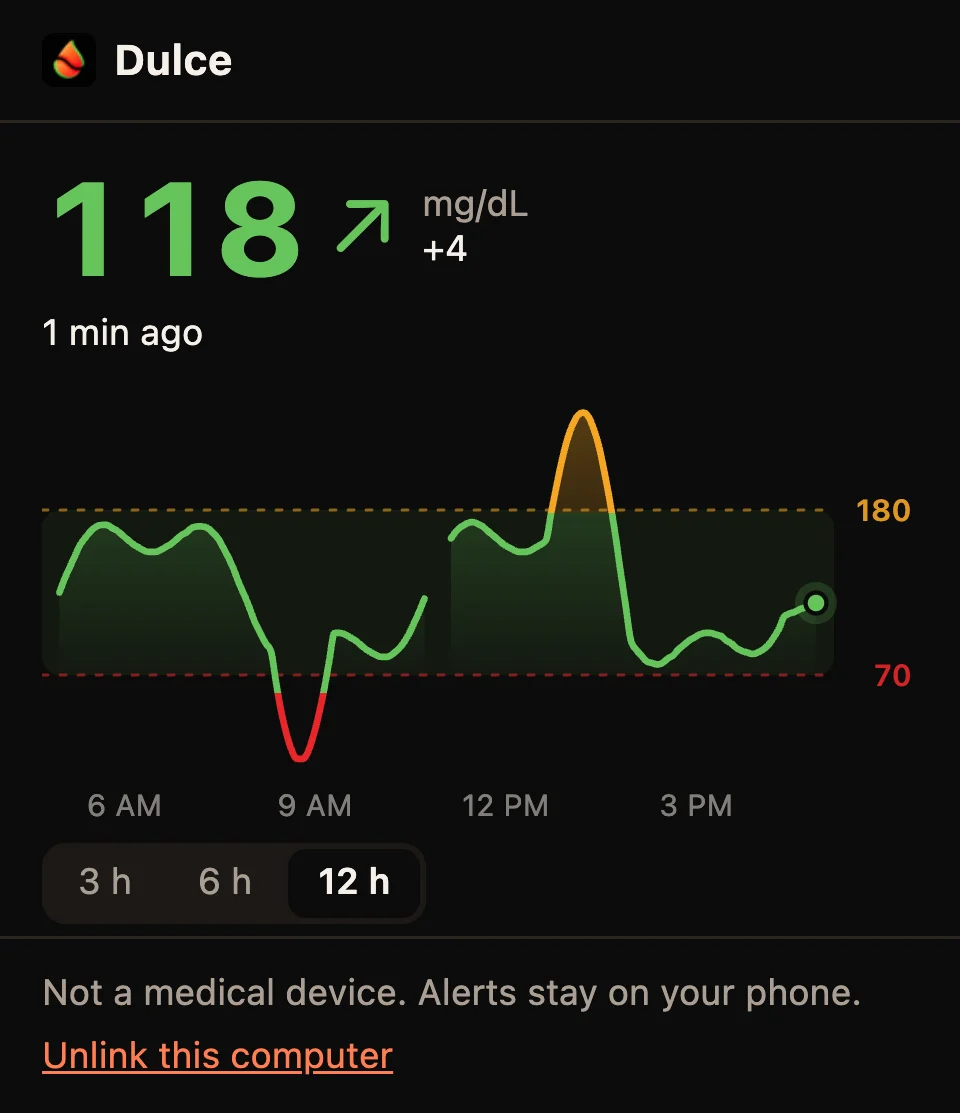 Dulce
118 mg/dL
+4
1 min ago
180
70
6 AM 9 AM 12 PM 3 PM
3 h 6 h 12 h
Not a medical device. Alerts stay on your phone.
Unlink this computer